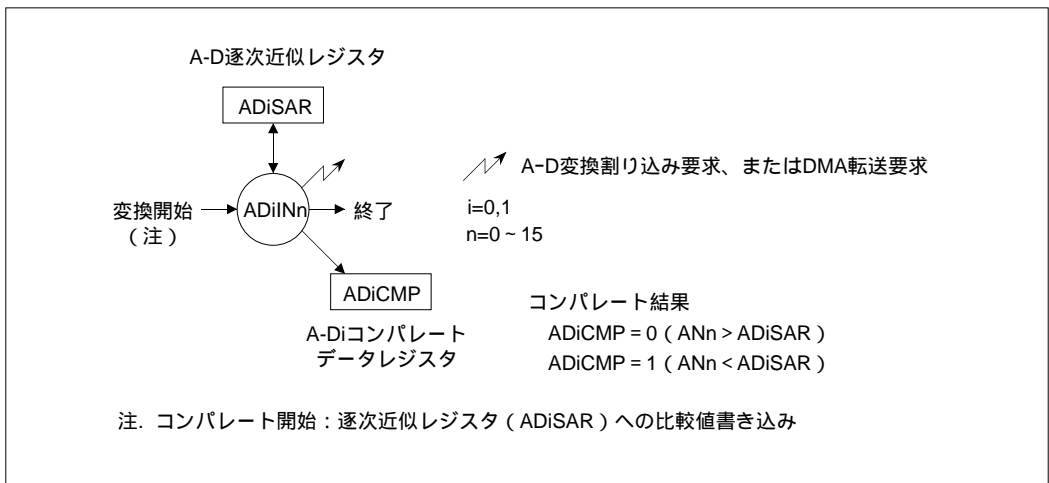 A-D逐次近似レジスタ
ADiSAR
A-D変換割り込み要求、またはDMA転送要求
変換開始
(注)
ADiINn
終了
i=0,1
n=0~15
ADiCMP
A-Diコンパレート
データレジスタ
コンパレート結果
ADiCMP = 0 ( ANn > ADiSAR )
ADiCMP = 1 ( ANn < ADiSAR )
注. コンパレート開始:逐次近似レジスタ(ADiSAR)への比較値書き込み